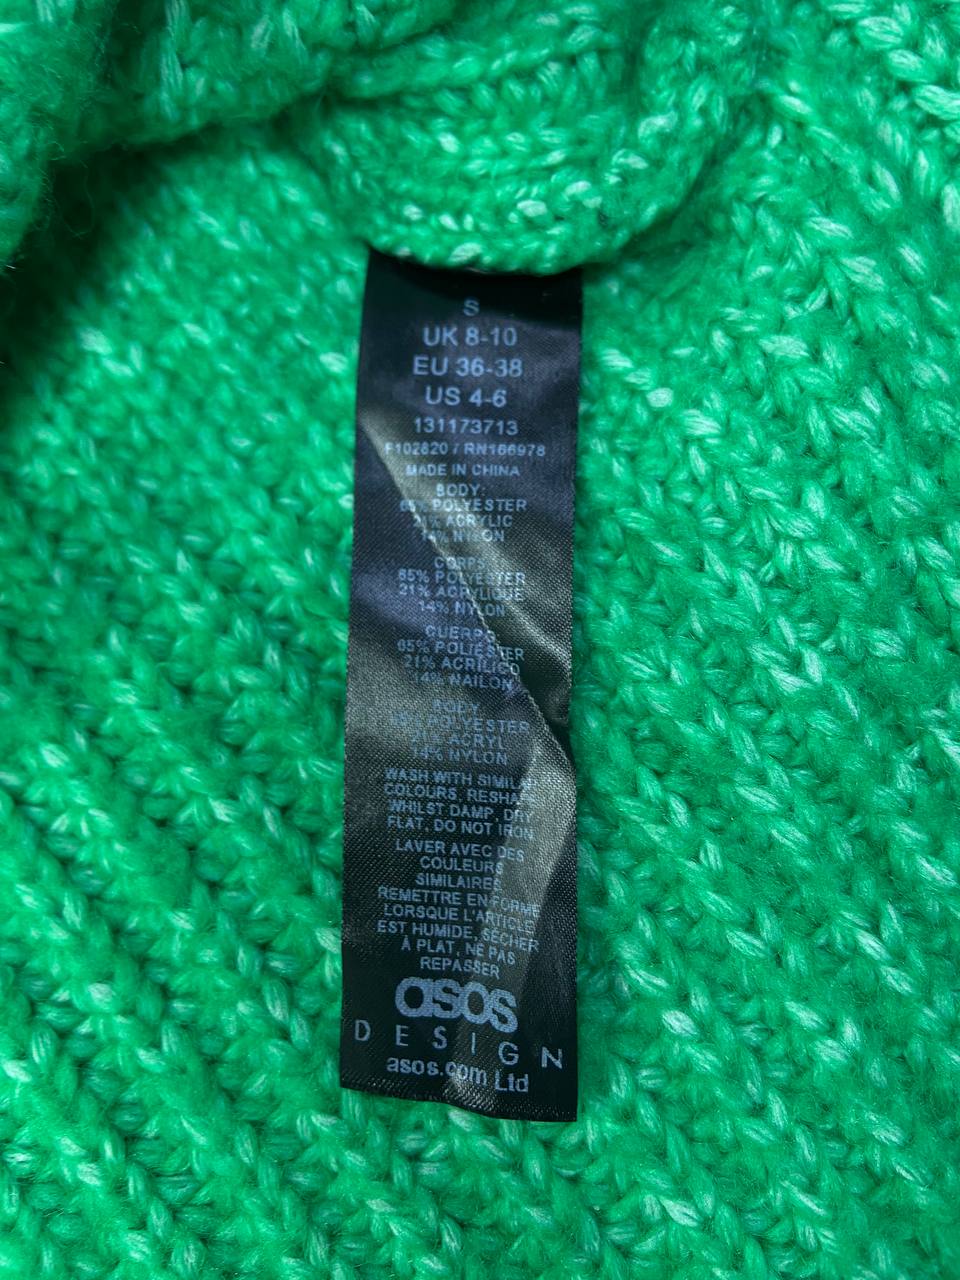 S
UK 8-10
EU 36-38
US 4-6
131173713
F102820 / RN166978
MADE IN CHINA
BODY:
65% POLYESTER
21% ACRYLIC
14% NYLON
CORPS
65% POLYESTER
21% ACRYLIQUE
14% NYLON
CUERPO
65% POLIESTER
21% ACRILICO
14% NAILON
BODY
65% POLYESTER
21% ACRYL
14% NYLON
WASH WITH SIMILAR
COLOURS, RESHAPE
WHILST DAMP, DRY
FLAT, DO NOT IRON
LAVER AVEC DES
COULEURS
SIMILAIRES
REMETTRE EN FORME
LORSQUE L'ARTICLE
EST HUMIDE, SÉCHER
À PLAT, NE PAS
REPASSER
asos
DESIGN
asos.com Ltd